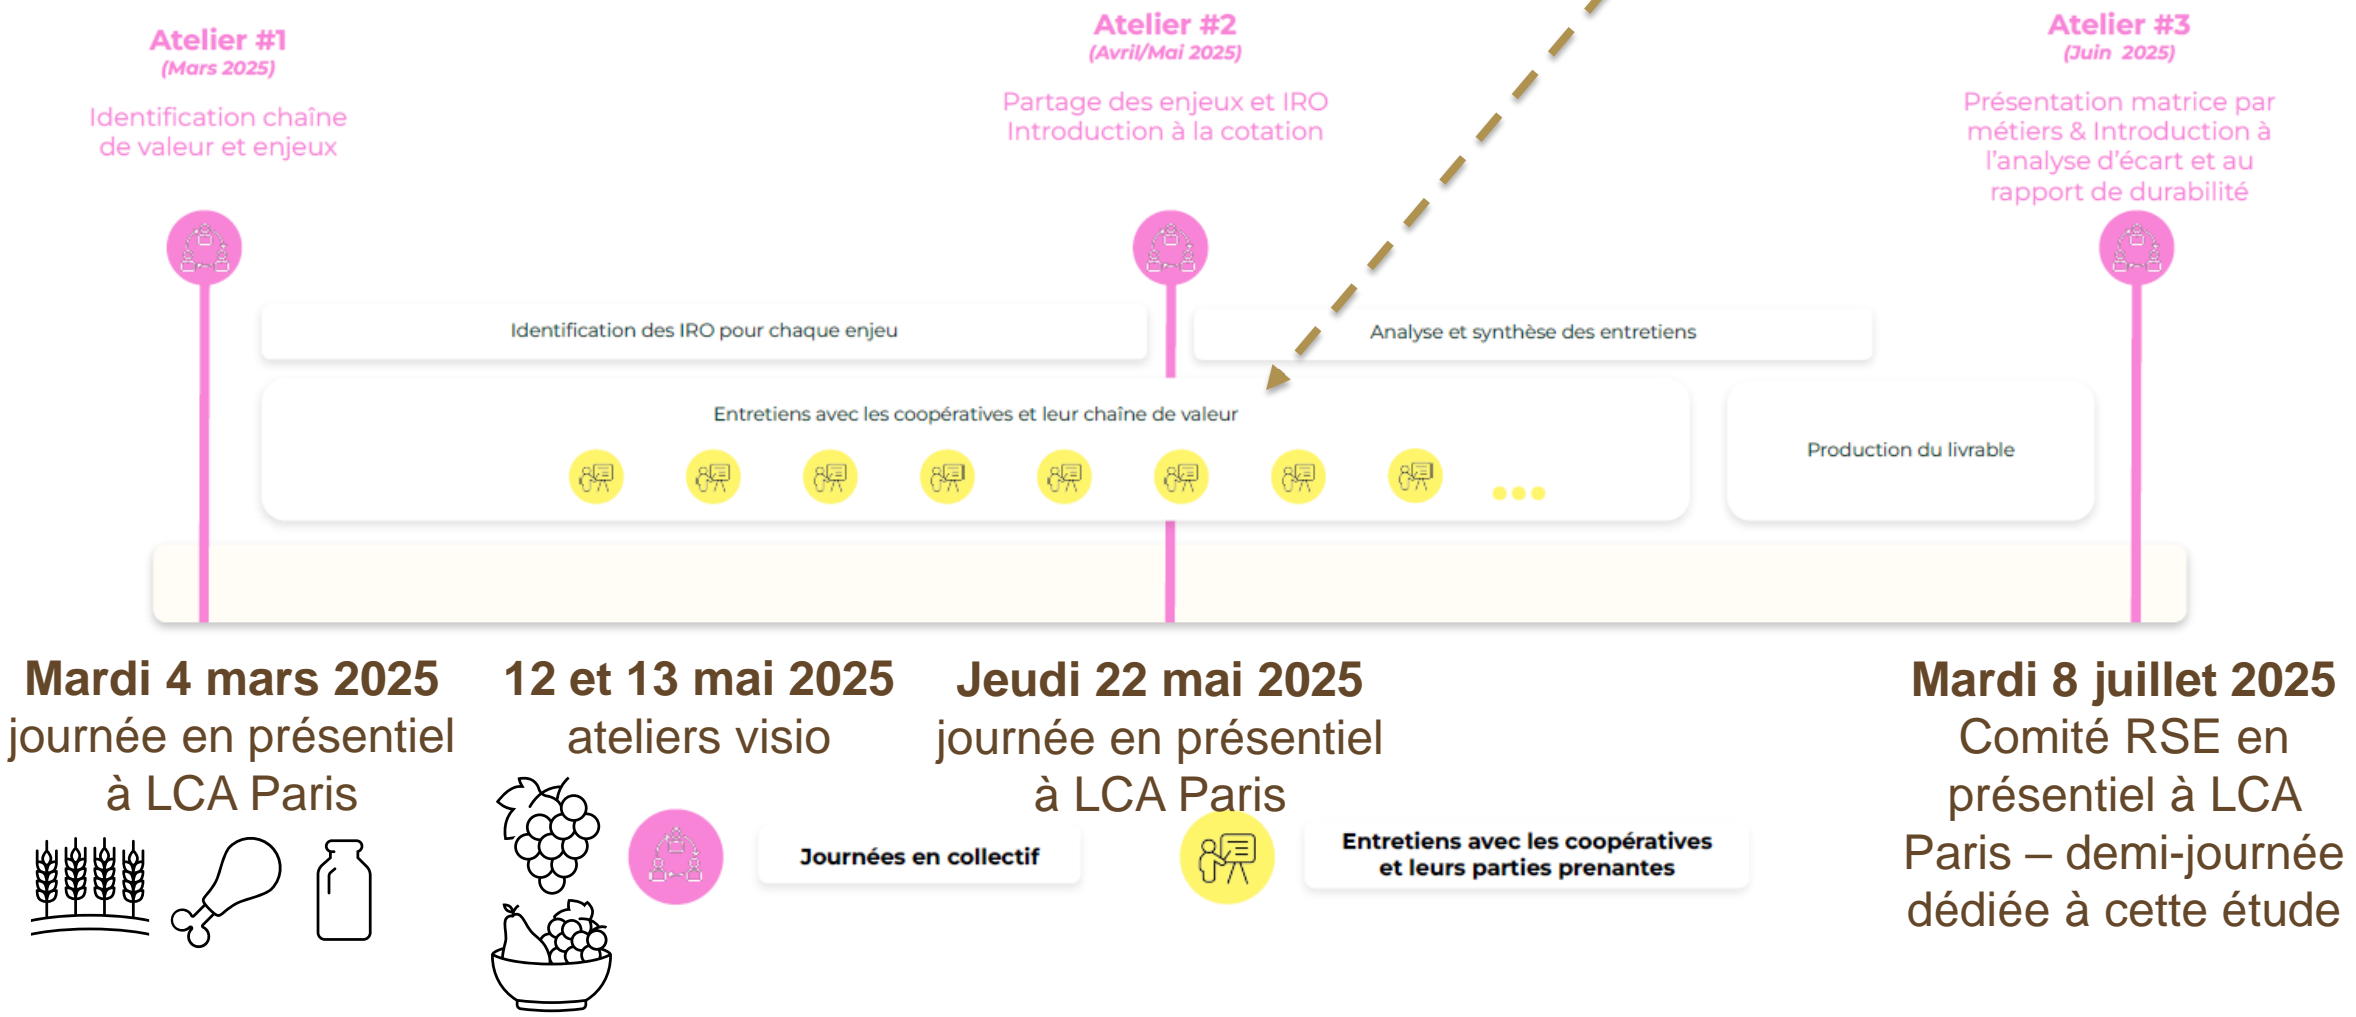 Atelier #1
(Mars 2025)
Identification chaîne
de valeur et enjeux
Atelier #2
(Avril/Mai 2025)
Partage des enjeux et IRO
Introduction à la cotation
Atelier #3
(Juin 2025)
Présentation matrice par
métiers & Introduction à
l'analyse d'écart et au
rapport de durabilité
Identification des IRO pour chaque enjeu
Analyse et synthèse des entretiens
Entretiens avec les coopératives et leur chaîne de valeur
Production du livrable
Mardi 4 mars 2025
journée en présentiel
à LCA Paris
12 et 13 mai 2025
ateliers visio
Jeudi 22 mai 2025
journée en présentiel
à LCA Paris
Mardi 8 juillet 2025
Comité RSE en
présentiel à LCA
Paris – demi-journée
dédiée à cette étude
Journées en collectif
Entretiens avec les coopératives
et leurs parties prenantes